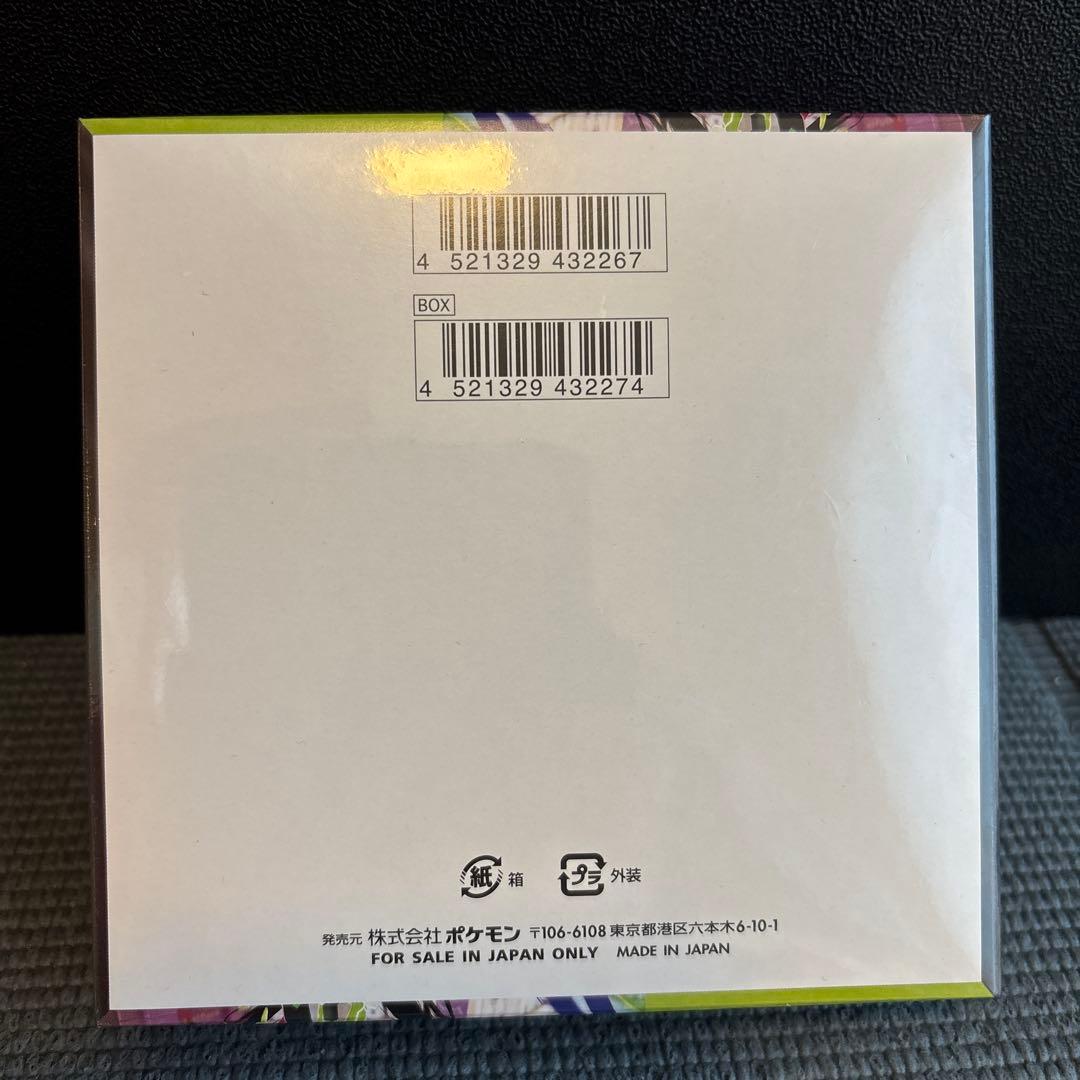 4 521329 432267
BOX
4 521329 432274
紙 箱 プラ 外装
発売元 株式会社ポケモン 〒106-6108 東京都港区六本木6-10-1
FOR SALE IN JAPAN ONLY MADE IN JAPAN